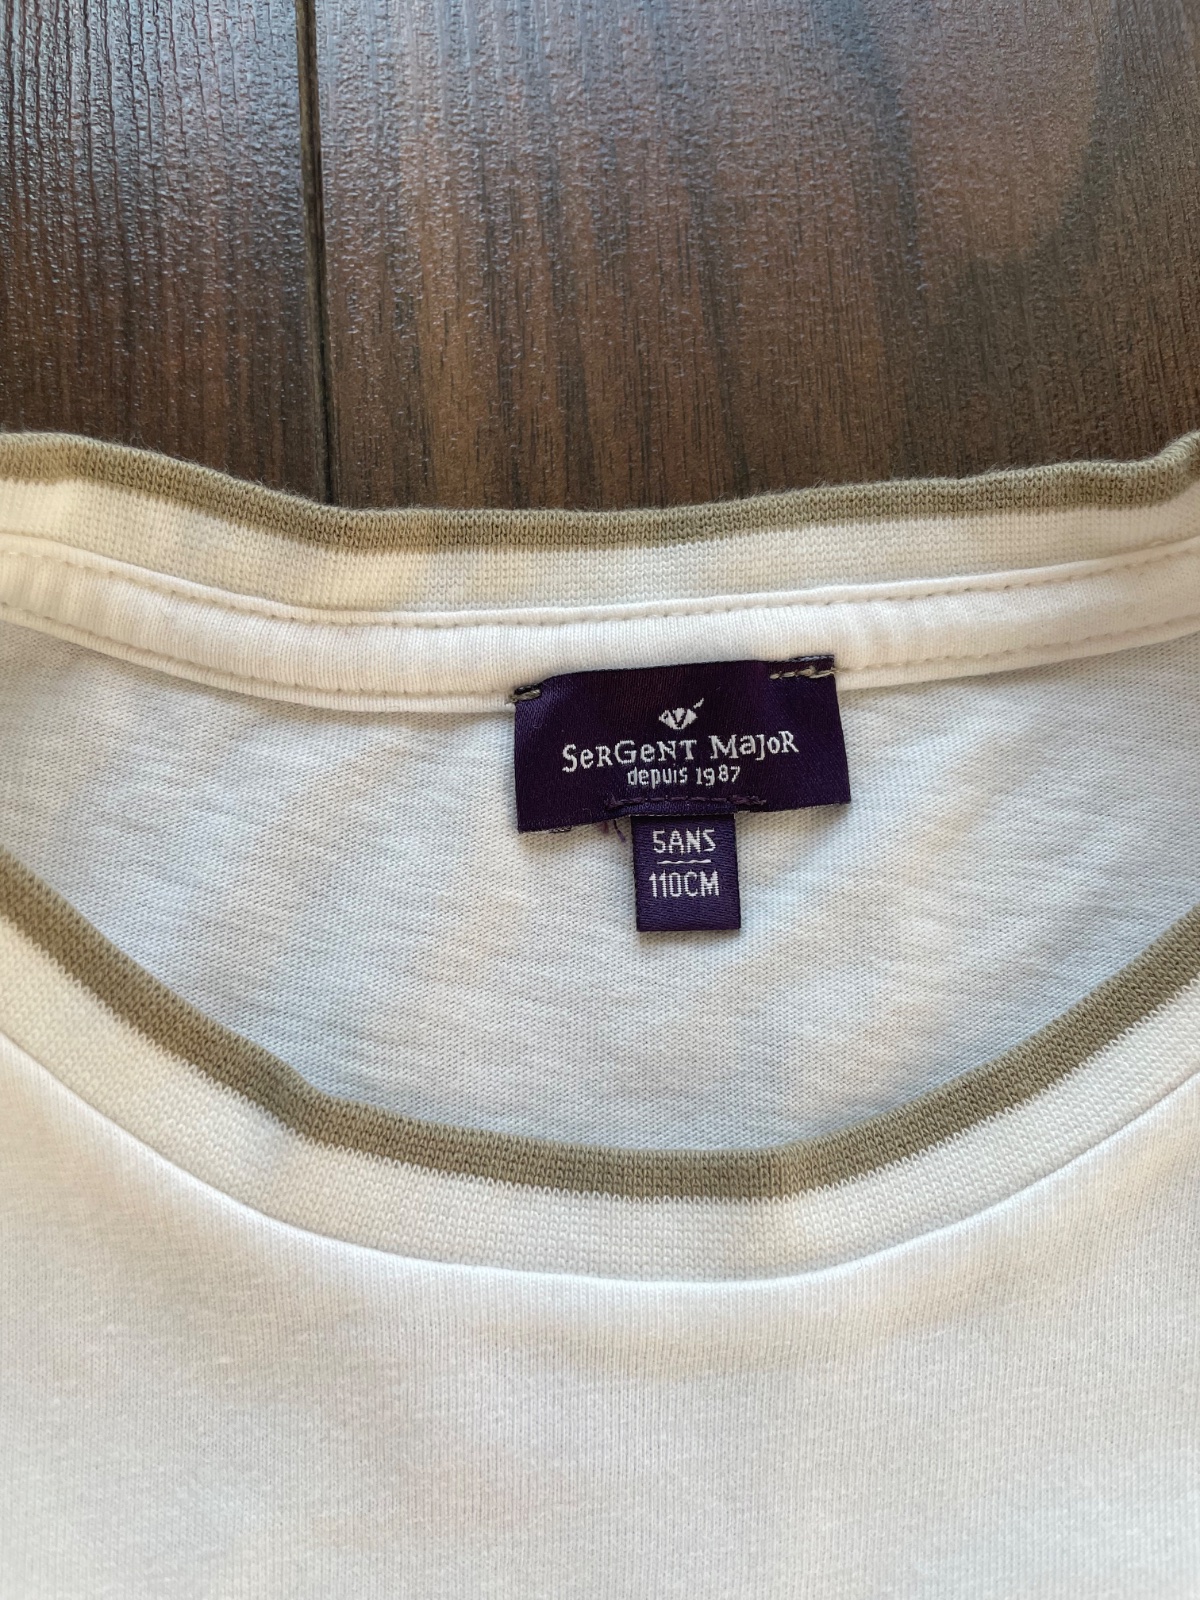 SerGeNT MaJoR
depuis 1987
5ANS
110CM